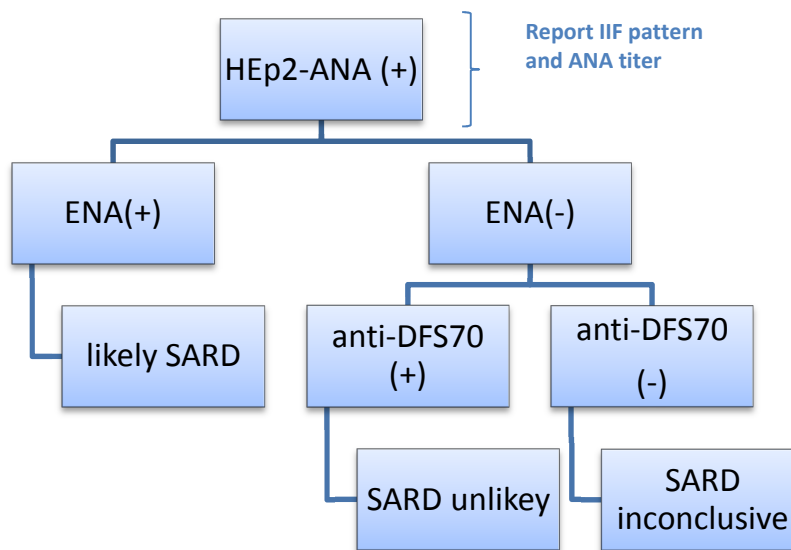 HEp2-ANA (+)
Report IIF pattern
and ANA titer
ENA(+)
ENA(-)
likely SARD
anti-DFS70
(+)
anti-DFS70
(-)
SARD unlikey
SARD
inconclusive